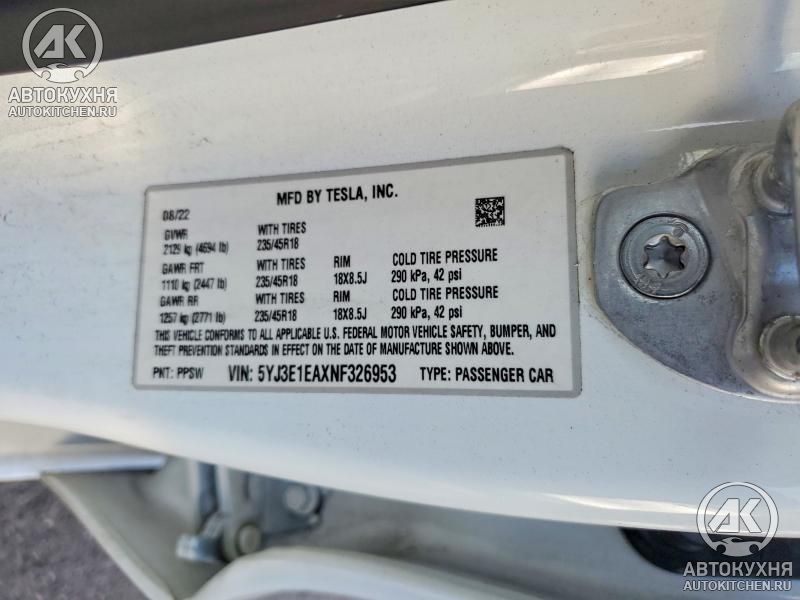 АК
АВТОКУХНЯ
AUTOKITCHEN.RU
MFD BY TESLA, INC.
08/22
GVWR WITH TIRES
2129 kg (4694 lb) 235/45R18
GAWR FRT WITH TIRES RIM COLD TIRE PRESSURE
1110 kg (2447 lb) 235/45R18 18X8.5J 290 kPa, 42 psi
GAWR RR WITH TIRES RIM COLD TIRE PRESSURE
1257 kg (2771 lb) 235/45R18 18X8.5J 290 kPa, 42 psi
THIS VEHICLE CONFORMS TO ALL APPLICABLE U.S. FEDERAL MOTOR VEHICLE SAFETY, BUMPER, AND
THEFT PREVENTION STANDARDS IN EFFECT ON THE DATE OF MANUFACTURE SHOWN ABOVE.
PNT: PPSW VIN: 5YJ3E1EAXNF326953 TYPE: PASSENGER CAR
АК
АВТОКУХНЯ
AUTOKITCHEN.RU